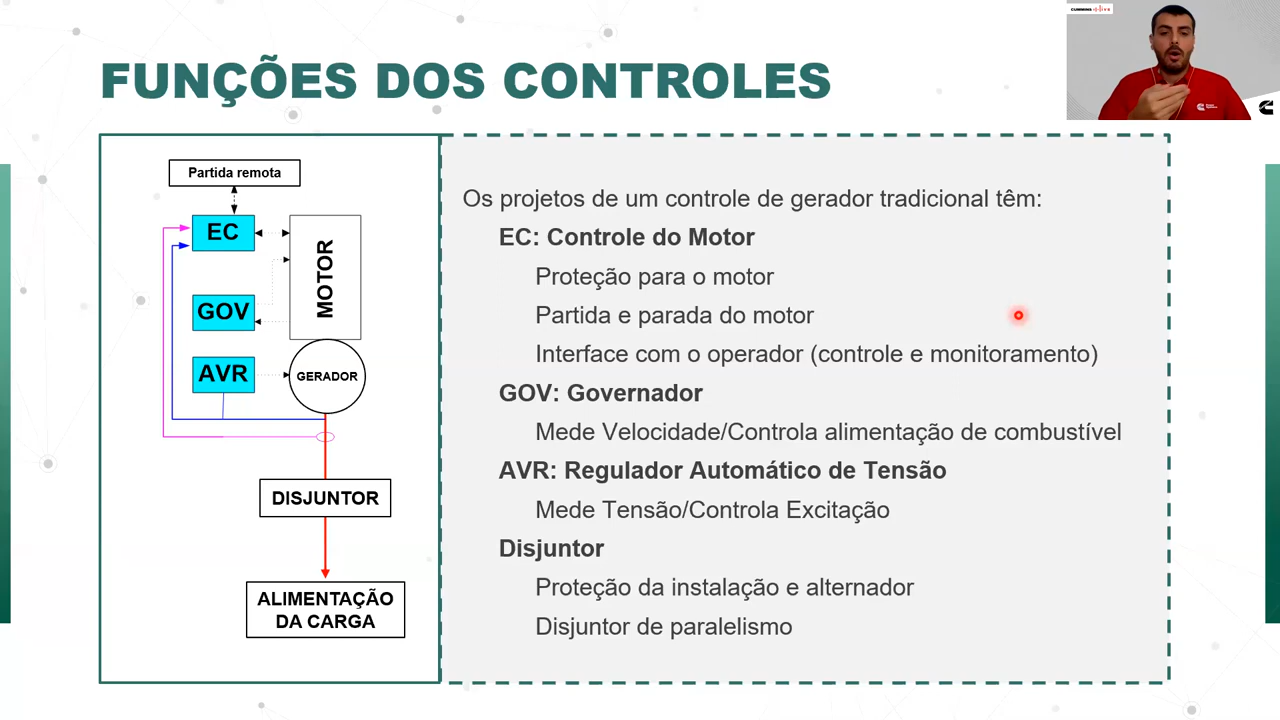 FUNÇÕES DOS CONTROLES
CUMMINS
Partida remota
EC
MOTOR
GOV
AVR
GERADOR
DISJUNTOR
ALIMENTAÇÃO
DA CARGA
Os projetos de um controle de gerador tradicional têm:
EC: Controle do Motor
Proteção para o motor
Partida e parada do motor
Interface com o operador (controle e monitoramento)
GOV: Governador
Mede Velocidade/Controla alimentação de combustível
AVR: Regulador Automático de Tensão
Mede Tensão/Controla Excitação
Disjuntor
Proteção da instalação e alternador
Disjuntor de paralelismo